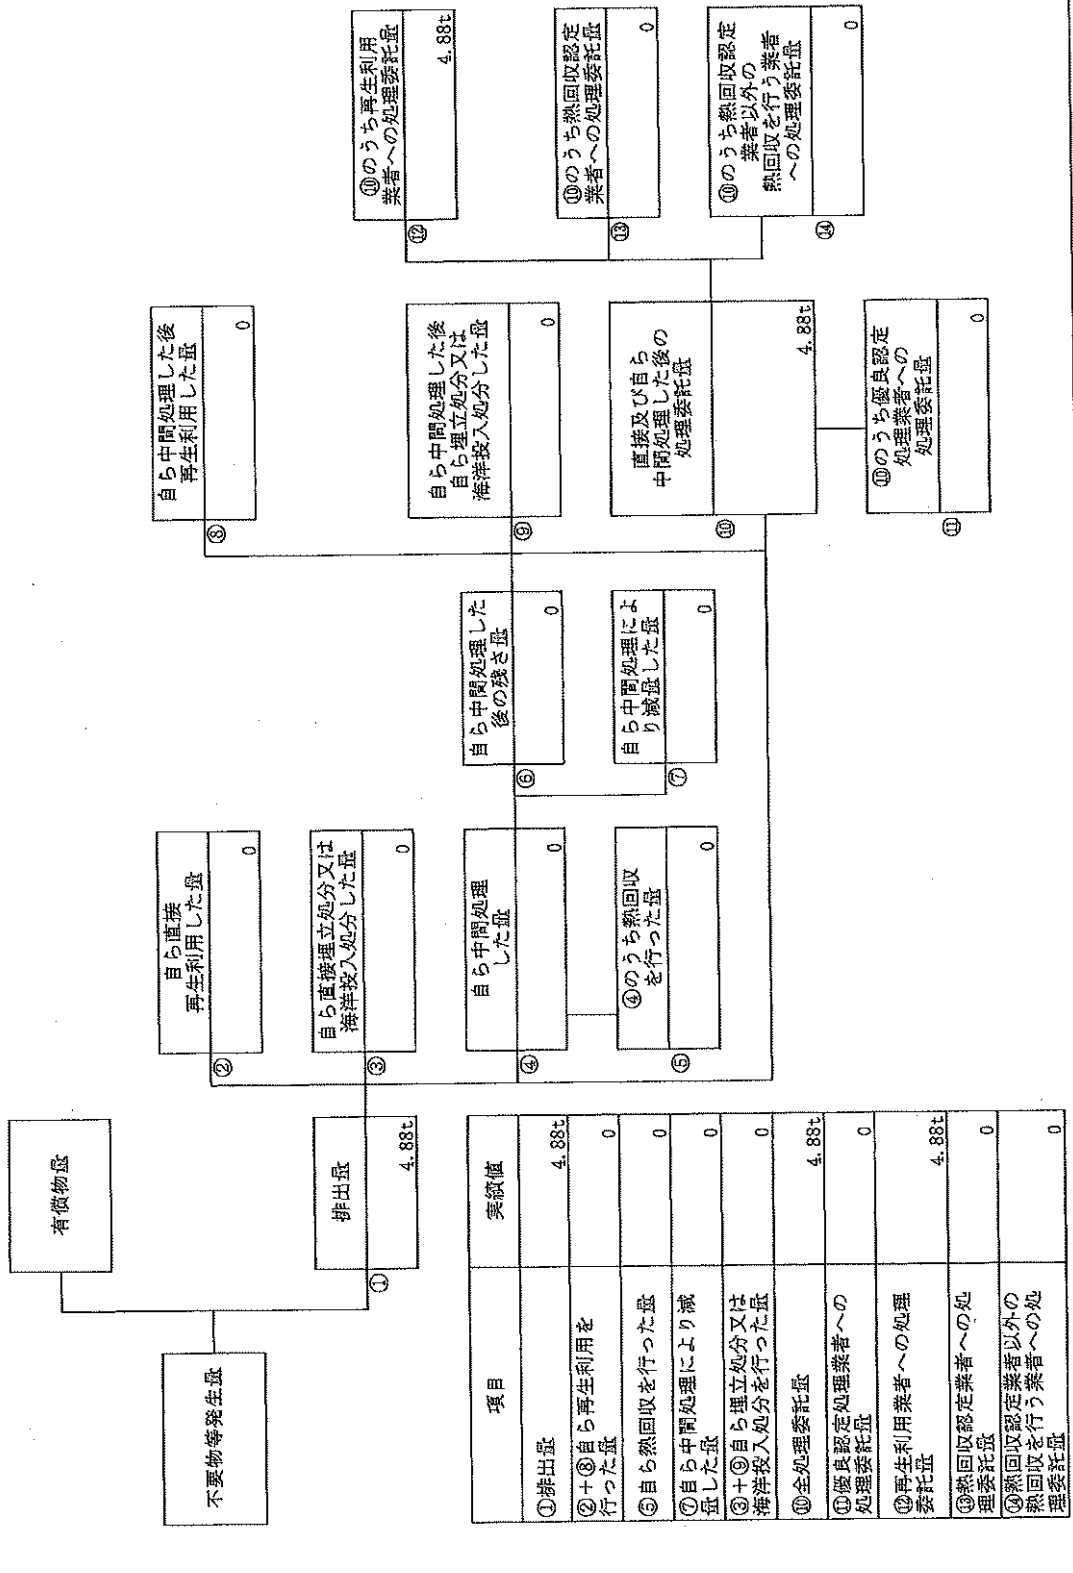 不要物等発生量
有償物量
①
排出量
4.88t
②
自ら直接
再生利用した量
0
③
自ら直接埋立処分又は
海洋投入処分した量
0
④
自ら中間処理
した量
0
⑤
④のうち熱回収
を行った量
0
⑥
自ら中間処理した
後の残さ量
0
⑦
自ら中間処理によ
り減量した量
0
⑧
自ら中間処理した後
再生利用した量
0
⑨
自ら中間処理した後
自ら埋立処分又は
海洋投入処分した量
0
⑩
直接及び自ら
中間処理した後の
処理委託量
4.88t
⑪
⑩のうち優良認定
処理業者への
処理委託量
0
⑫
⑩のうち再生利用
業者への処理委託量
4.88t
⑬
⑩のうち熱回収認定
業者への処理委託量
0
⑭
⑩のうち熱回収認定
業者以外の
熱回収を行う業者
への処理委託量
0
項目 実績値
①排出量 4.88t
②+⑧自ら再生利用を
行った量 0
⑤自ら熱回収を行った量 0
⑦自ら中間処理により減
量した量 0
③+⑨自ら埋立処分又は
海洋投入処分を行った量 0
⑩全処理委託量 4.88t
⑪優良認定処理業者への
処理委託量 0
⑫再生利用業者への処理
委託量 4.88t
⑬熱回収認定業者への処
理委託量 0
⑭熱回収認定業者以外の
熱回収を行う業者への処
理委託量 0